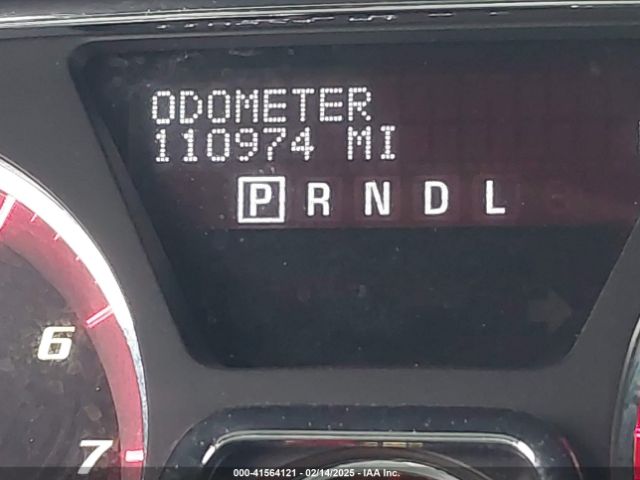 ODOMETER
110974 MI
P R N D L
6
7
000-41564121 - 02/14/2025 - IAA Inc.